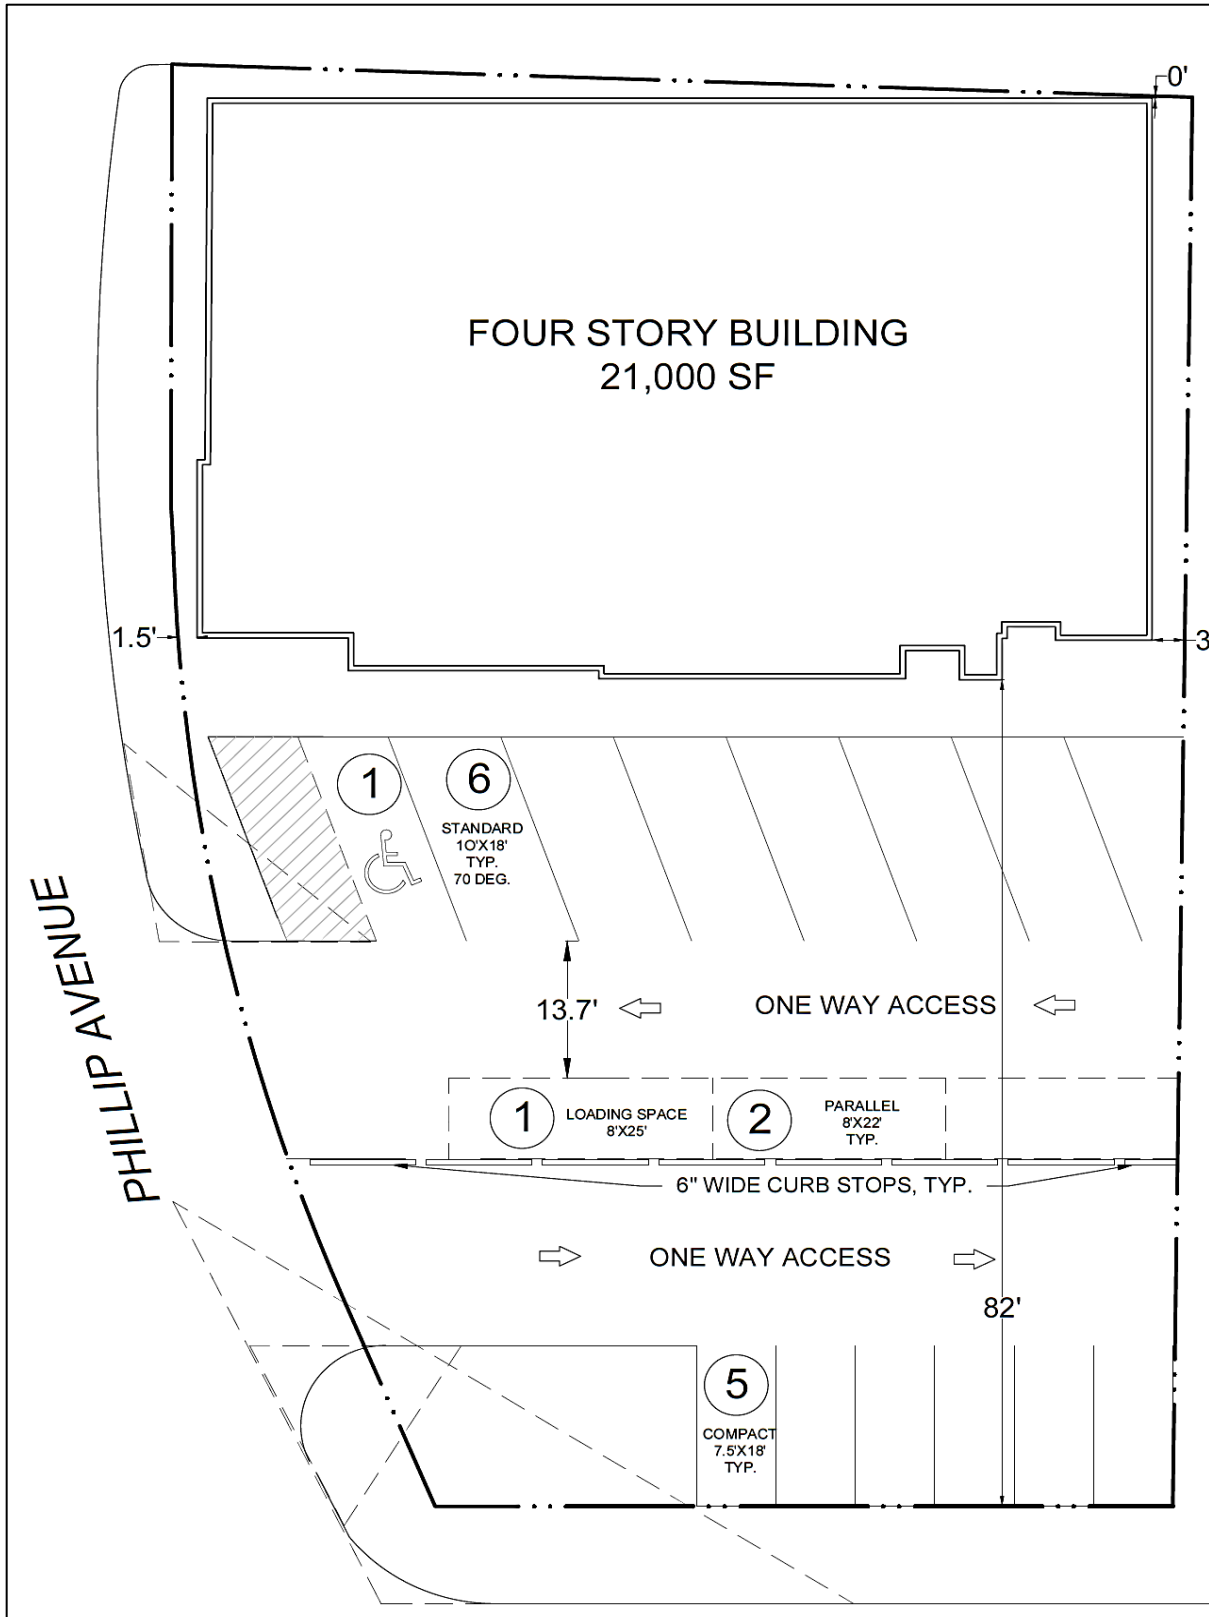 0'
FOUR STORY BUILDING
21,000 SF
1.5'
3
1
6
STANDARD
10'X18'
TYP.
70 DEG.
PHILLIP AVENUE
13.7'
ONE WAY ACCESS
1
LOADING SPACE
8'X25'
2
PARALLEL
8'X22'
TYP.
6" WIDE CURB STOPS, TYP.
ONE WAY ACCESS
82'
5
COMPACT
7.5'X18'
TYP.